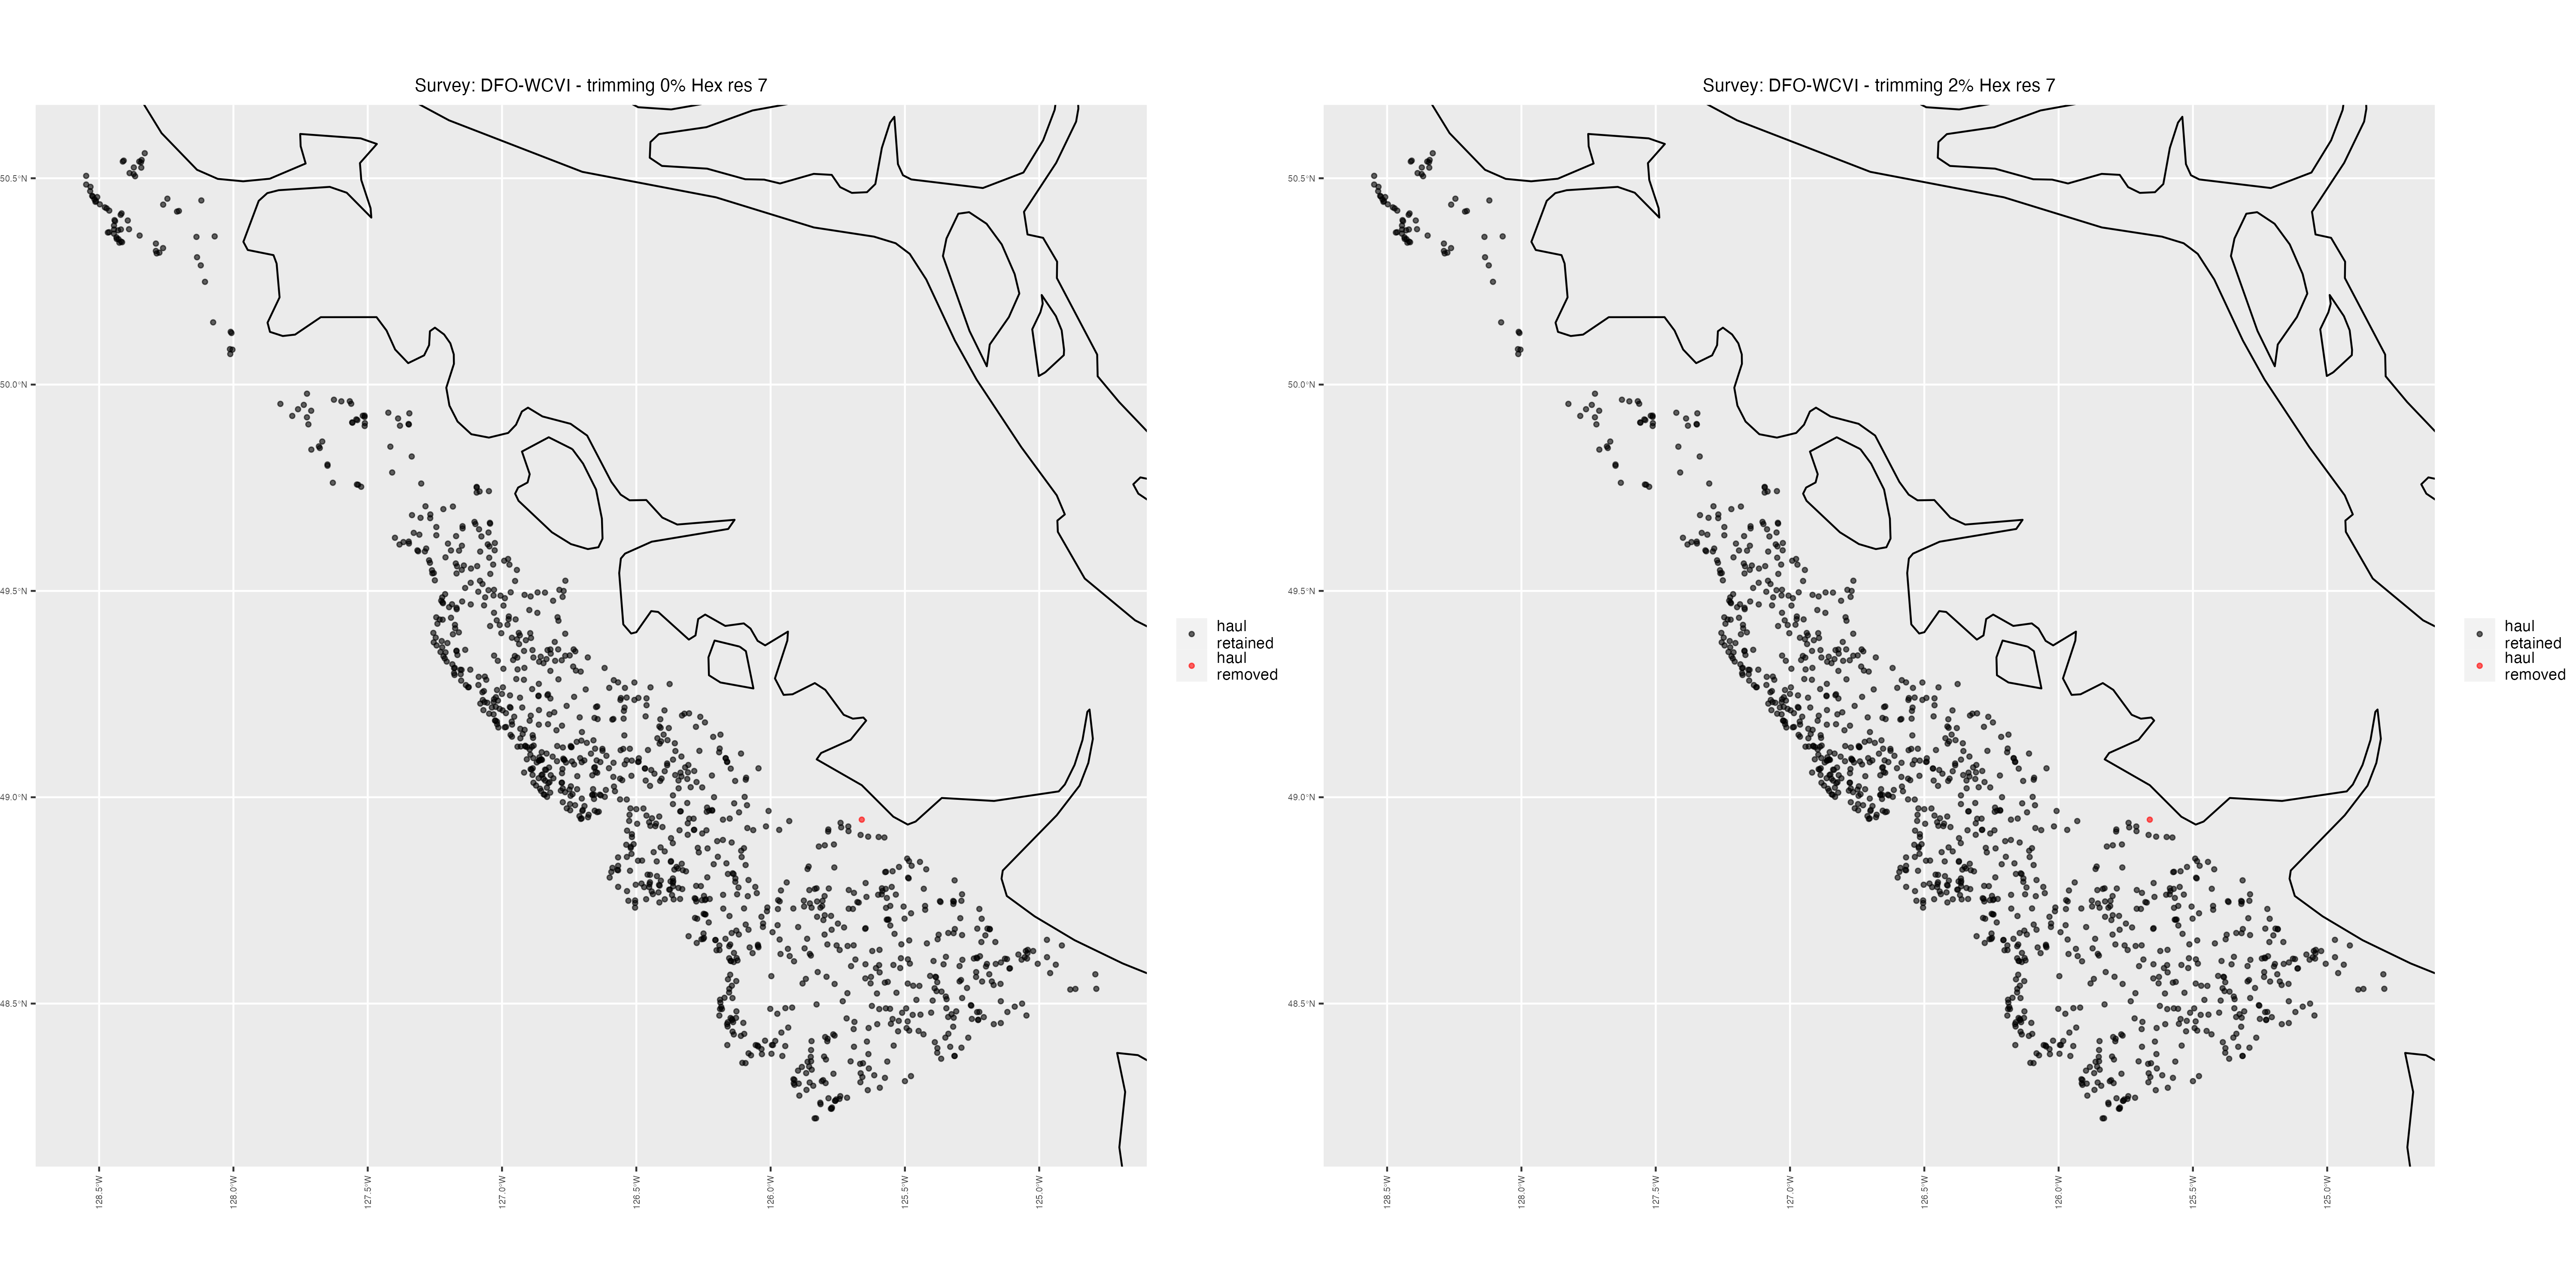 Survey: DFO-WCVI - trimming 0% Hex res 7
50.5°N
50.0°N
49.5°N
49.0°N
48.5°N
128.5°W
128.0°W
127.5°W
127.0°W
126.5°W
126.0°W
125.5°W
125.0°W
haul
retained
haul
removed
Survey: DFO-WCVI - trimming 2% Hex res 7
50.5°N
50.0°N
49.5°N
49.0°N
48.5°N
128.5°W
128.0°W
127.5°W
127.0°W
126.5°W
126.0°W
125.5°W
125.0°W
haul
retained
haul
removed